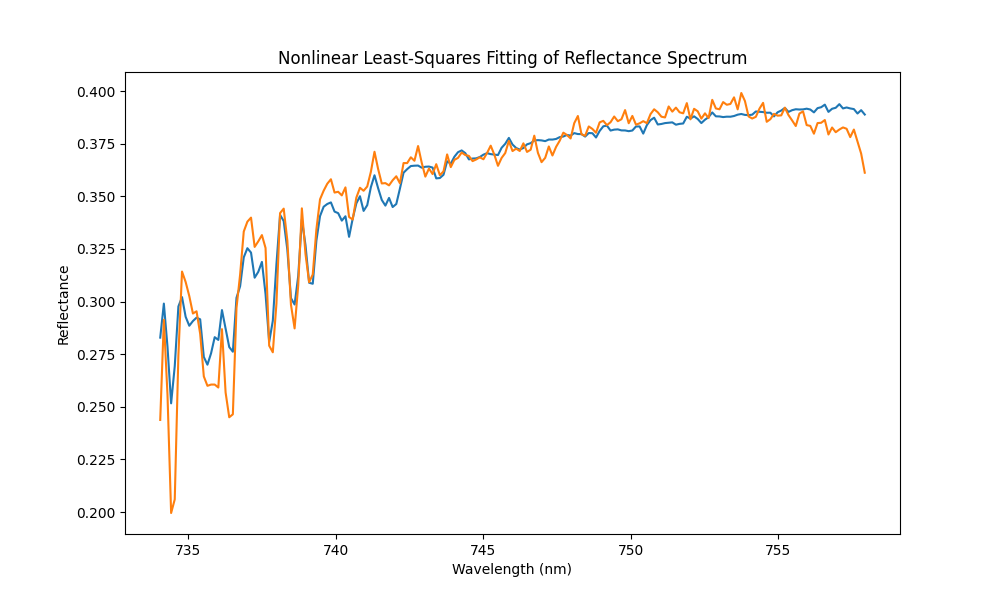 Nonlinear Least-Squares Fitting of Reflectance Spectrum
0.400
0.375
0.350
0.325
0.300
0.275
0.250
0.225
0.200
Reflectance
735 740 745 750 755
Wavelength (nm)